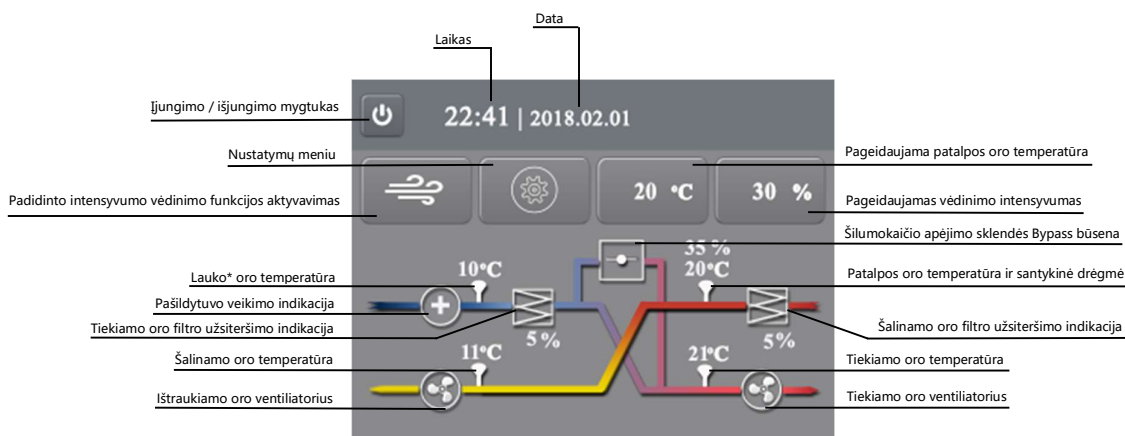 Data
Laikas
Įjungimo / išjungimo mygtukas
22:41 | 2018.02.01
Nustatymų meniu
Pageidaujama patalpos oro temperatūra
20 °C
30 %
Padidinto intensyvumo vėdinimo funkcijos aktyvavimas
Pageidaujamas vėdinimo intensyvumas
Šilumokaičio apėjimo sklendės Bypass būsena
35 %
Lauko* oro temperatūra
10°C
20°C
Patalpos oro temperatūra ir santykinė drėgmė
Pašildytuvo veikimo indikacija
Tiekiamo oro filtro užsiteršimo indikacija
Šalinamo oro filtro užsiteršimo indikacija
5%
5%
Šalinamo oro temperatūra
11°C
21°C
Tiekiamo oro temperatūra
Ištraukiamo oro ventiliatorius
Tiekiamo oro ventiliatorius